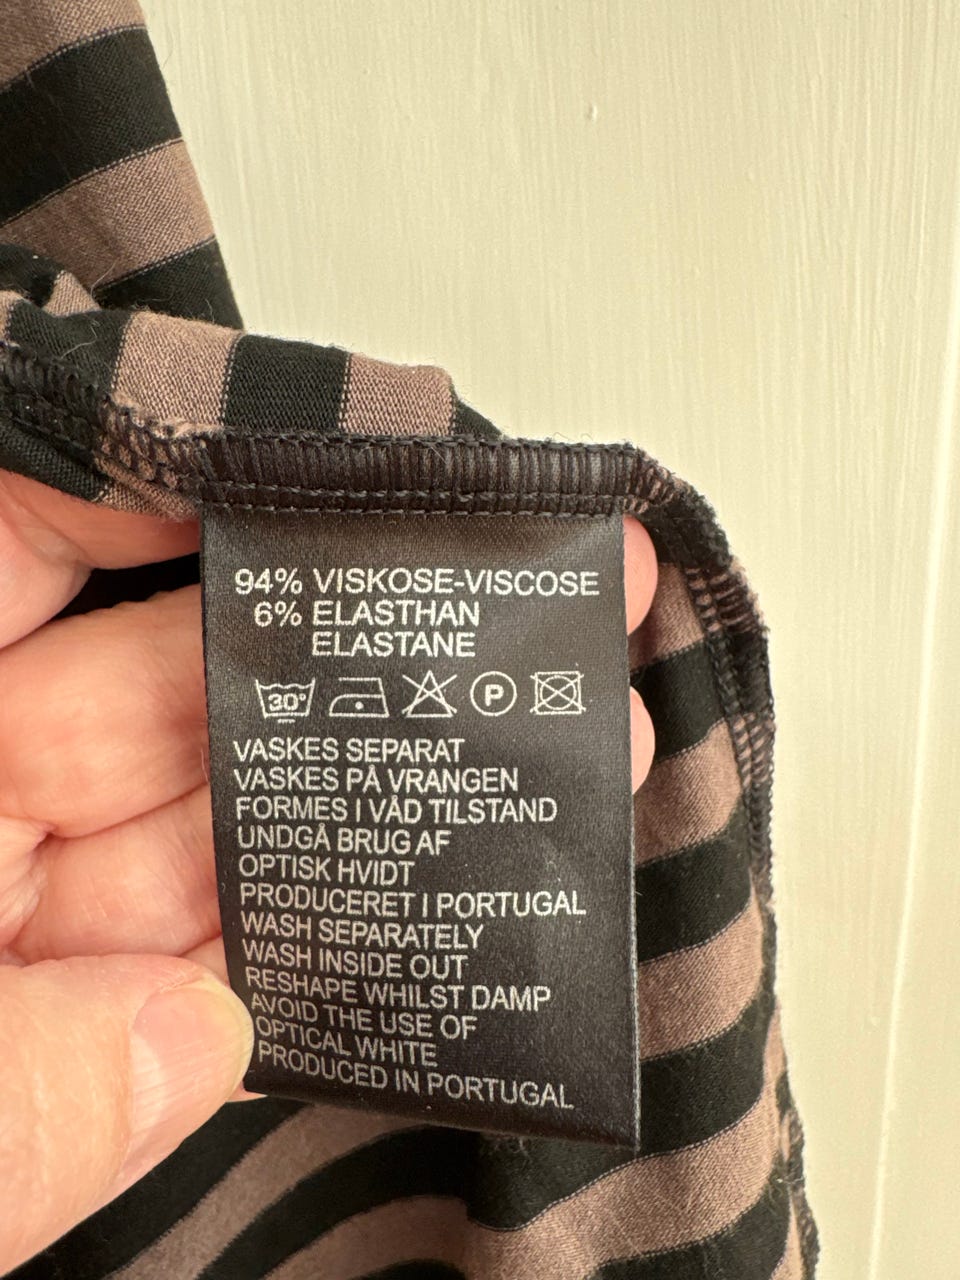 94% VISKOSE-VISCOSE
6% ELASTHAN
ELASTANE
30° P
VASKES SEPARAT
VASKES PÅ VRANGEN
FORMES I VÅD TILSTAND
UNDGÅ BRUG AF
OPTISK HVIDT
PRODUCERET I PORTUGAL
WASH SEPARATELY
WASH INSIDE OUT
RESHAPE WHILST DAMP
AVOID THE USE OF
OPTICAL WHITE
PRODUCED IN PORTUGAL